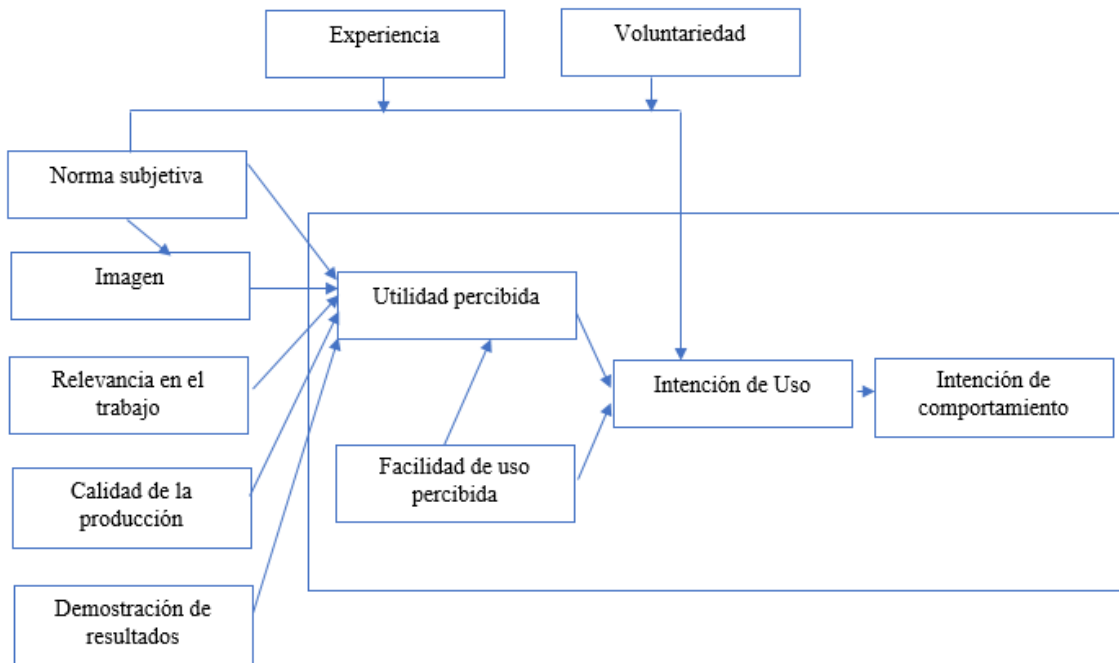 Experiencia
Voluntariedad
Norma subjetiva
Imagen
Utilidad percibida
Relevancia en el
trabajo
Intención de Uso
Intención de
comportamiento
Facilidad de uso
percibida
Calidad de la
producción
Demostración de
resultados